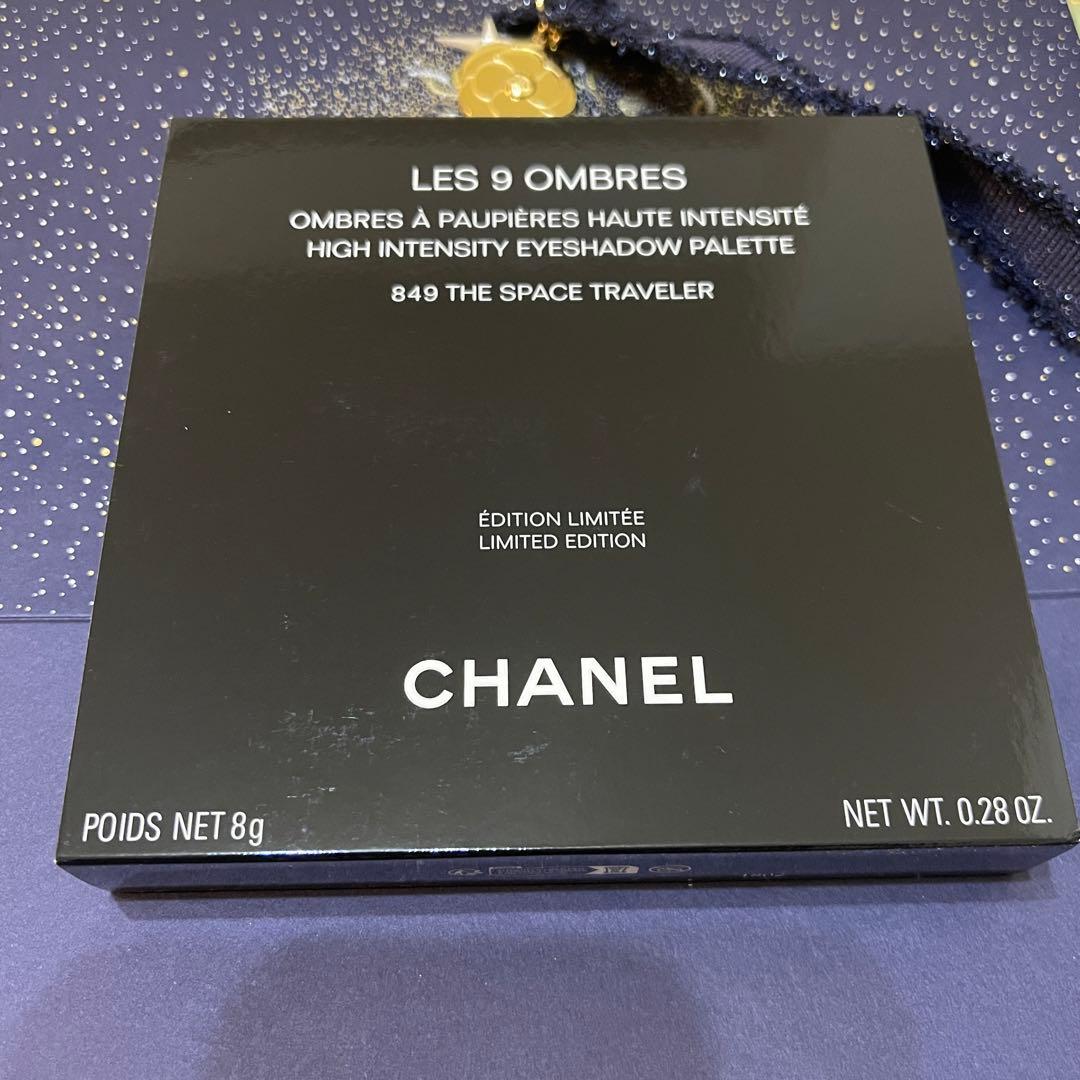 LES 9 OMBRES
OMBRES À PAUPIÈRES HAUTE INTENSITÉ
HIGH INTENSITY EYESHADOW PALETTE
849 THE SPACE TRAVELER
ÉDITION LIMITÉE
LIMITED EDITION
CHANEL
POIDS NET 8g
NET WT. 0.28 OZ.